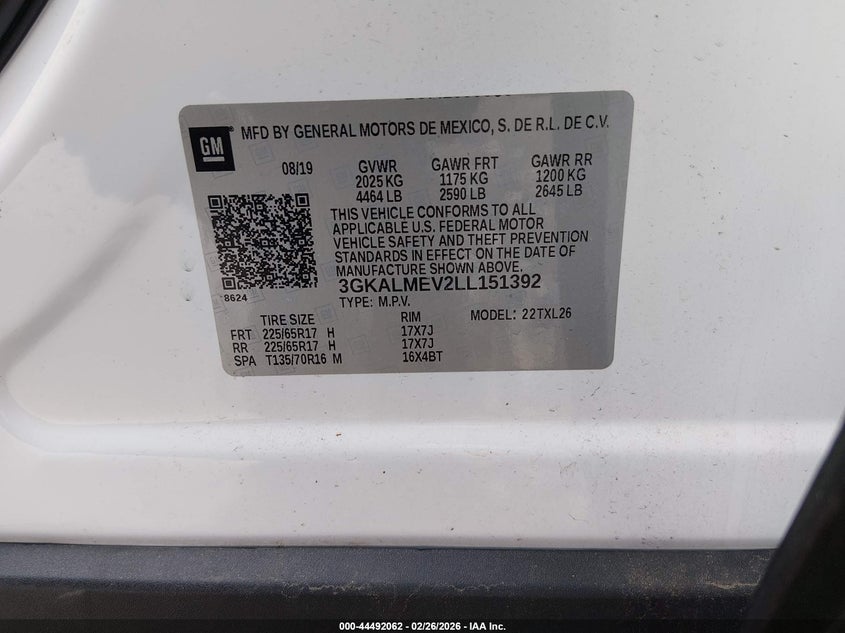 GM
MFD BY GENERAL MOTORS DE MEXICO, S. DE R.L. DE C.V.
08/19 GVWR GAWR FRT GAWR RR
2025 KG 1175 KG 1200 KG
4464 LB 2590 LB 2645 LB
THIS VEHICLE CONFORMS TO ALL
APPLICABLE U.S. FEDERAL MOTOR
VEHICLE SAFETY AND THEFT PREVENTION
STANDARDS IN EFFECT ON THE DATE OF
MANUFACTURE SHOWN ABOVE.
8624
3GKALMEV2LL151392
TYPE: M.P.V.
TIRE SIZE RIM MODEL: 22TXL26
FRT 225/65R17 H 17X7J
RR 225/65R17 H 17X7J
SPA T135/70R16 M 16X4BT
000-44492062 - 02/26/2026 - IAA Inc.